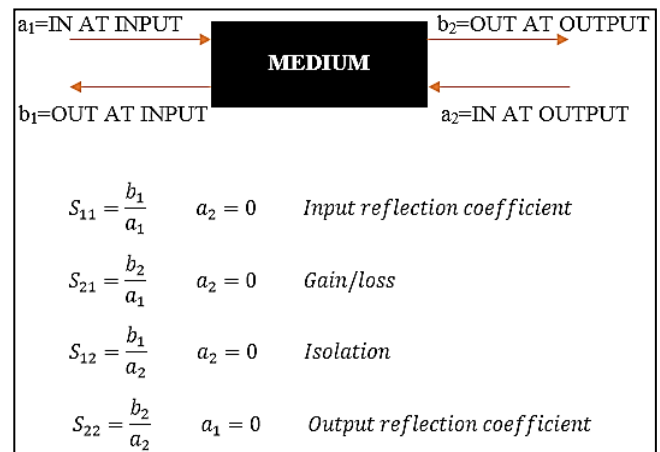 a₁=IN AT INPUT
b₂=OUT AT OUTPUT
MEDIUM
b₁=OUT AT INPUT
a₂=IN AT OUTPUT
S₁₁ = b₁/a₁ a₂ = 0 Input reflection coefficient
S₂₁ = b₂/a₁ a₂ = 0 Gain/loss
S₁₂ = b₁/a₂ a₂ = 0 Isolation
S₂₂ = b₂/a₂ a₁ = 0 Output reflection coefficient